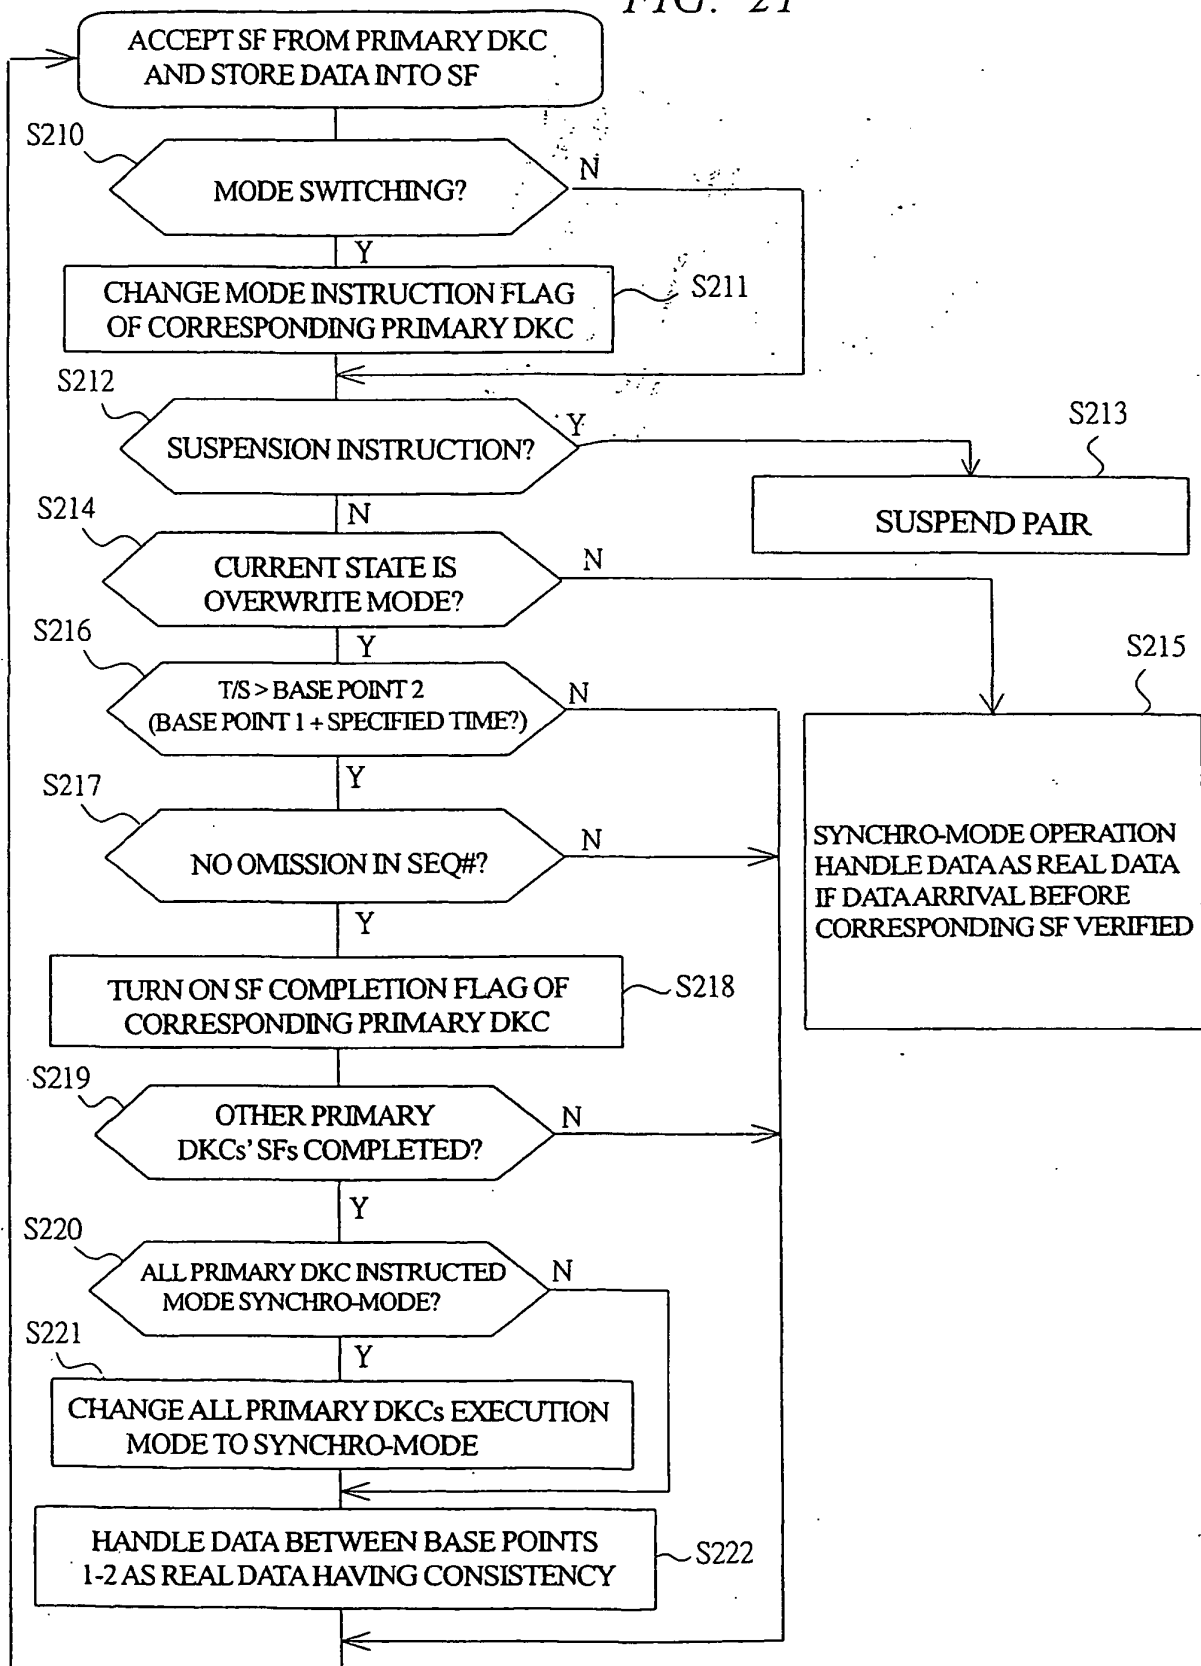 FIG. 21
ACCEPT SF FROM PRIMARY DKC
AND STORE DATA INTO SF
S210
MODE SWITCHING?
N
Y
CHANGE MODE INSTRUCTION FLAG
OF CORRESPONDING PRIMARY DKC
S211
S212
SUSPENSION INSTRUCTION?
Y
N
S213
SUSPEND PAIR
S214
CURRENT STATE IS
OVERWRITE MODE?
N
Y
S215
SYNCHRO-MODE OPERATION
HANDLE DATA AS REAL DATA
IF DATA ARRIVAL BEFORE
CORRESPONDING SF VERIFIED
S216
T/S > BASE POINT 2
(BASE POINT 1 + SPECIFIED TIME?)
N
Y
S217
NO OMISSION IN SEQ#?
N
Y
TURN ON SF COMPLETION FLAG OF
CORRESPONDING PRIMARY DKC
S218
S219
OTHER PRIMARY
DKCs' SFs COMPLETED?
N
Y
S220
ALL PRIMARY DKC INSTRUCTED
MODE SYNCHRO-MODE?
N
Y
S221
CHANGE ALL PRIMARY DKCs EXECUTION
MODE TO SYNCHRO-MODE
HANDLE DATA BETWEEN BASE POINTS
1-2 AS REAL DATA HAVING CONSISTENCY
S222